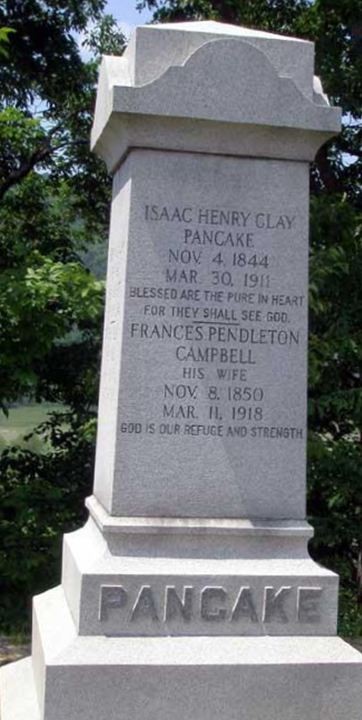 ISAAC HENRY CLAY
PANCAKE
NOV. 4, 1844
MAR. 30, 1911
BLESSED ARE THE PURE IN HEART
FOR THEY SHALL SEE GOD.
FRANCES PENDLETON
CAMPBELL
HIS WIFE
NOV. 8, 1850
MAR. 11, 1918
GOD IS OUR REFUGE AND STRENGTH
PANCAKE